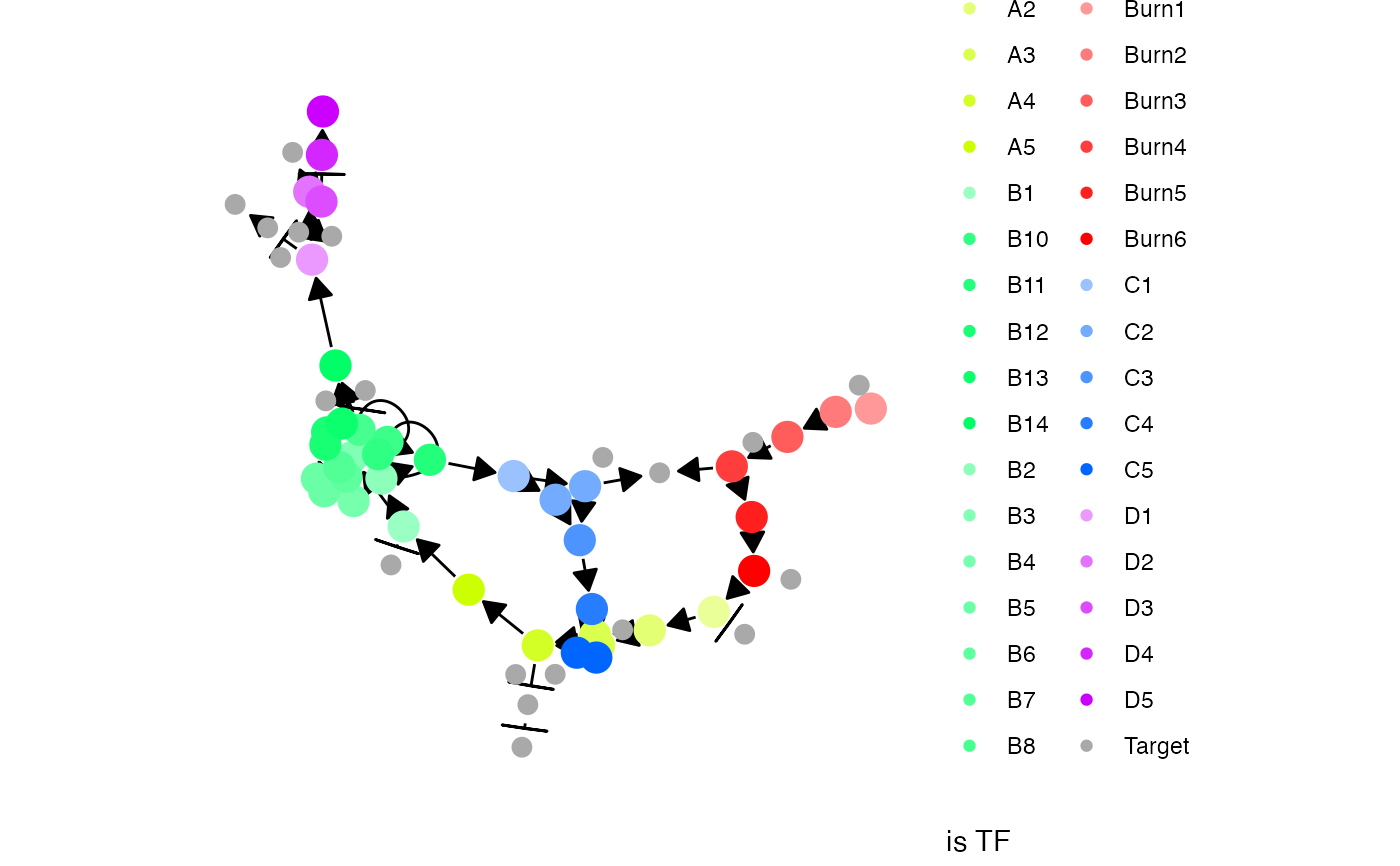 A2 Burn1
A3 Burn2
A4 Burn3
A5 Burn4
B1 Burn5
B10 Burn6
B11 C1
B12 C2
B13 C3
B14 C4
B2 C5
B3 D1
B4 D2
B5 D3
B6 D4
B7 D5
B8 Target
is TF